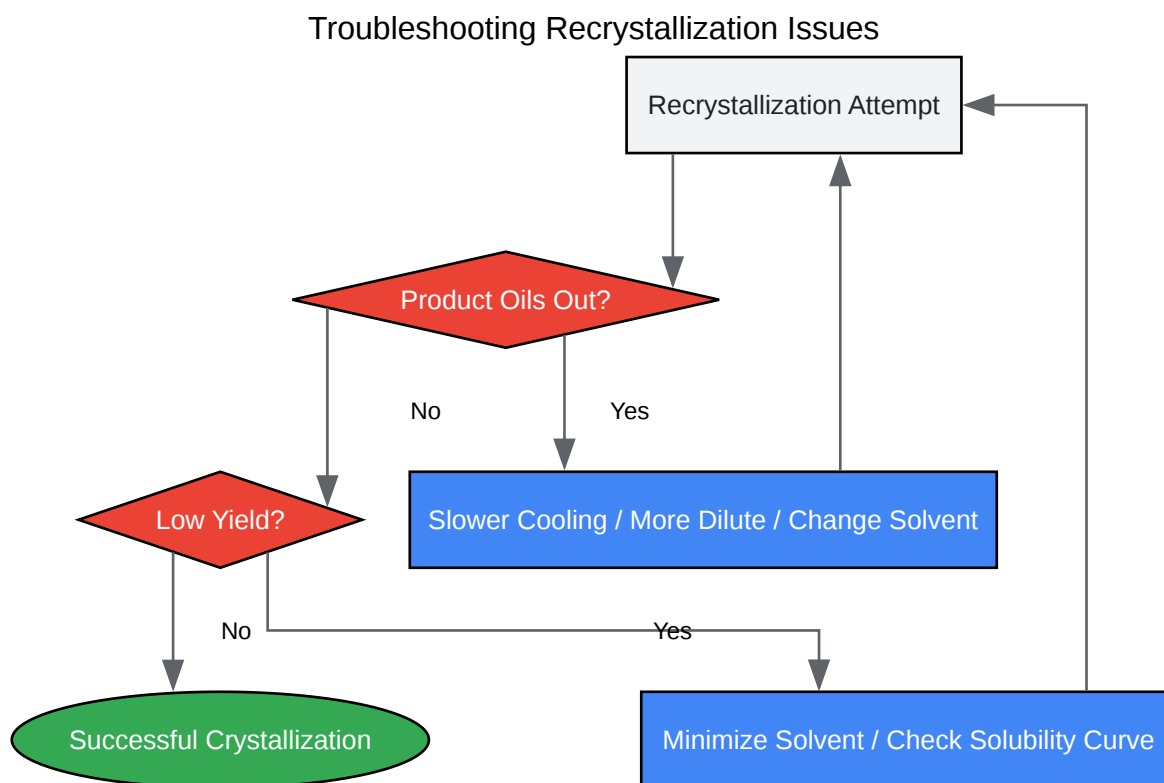 Troubleshooting Recrystallization Issues
Recrystallization Attempt
Product Oils Out?
No
Yes
Low Yield?
Slower Cooling / More Dilute / Change Solvent
No
Yes
Successful Crystallization
Minimize Solvent / Check Solubility Curve